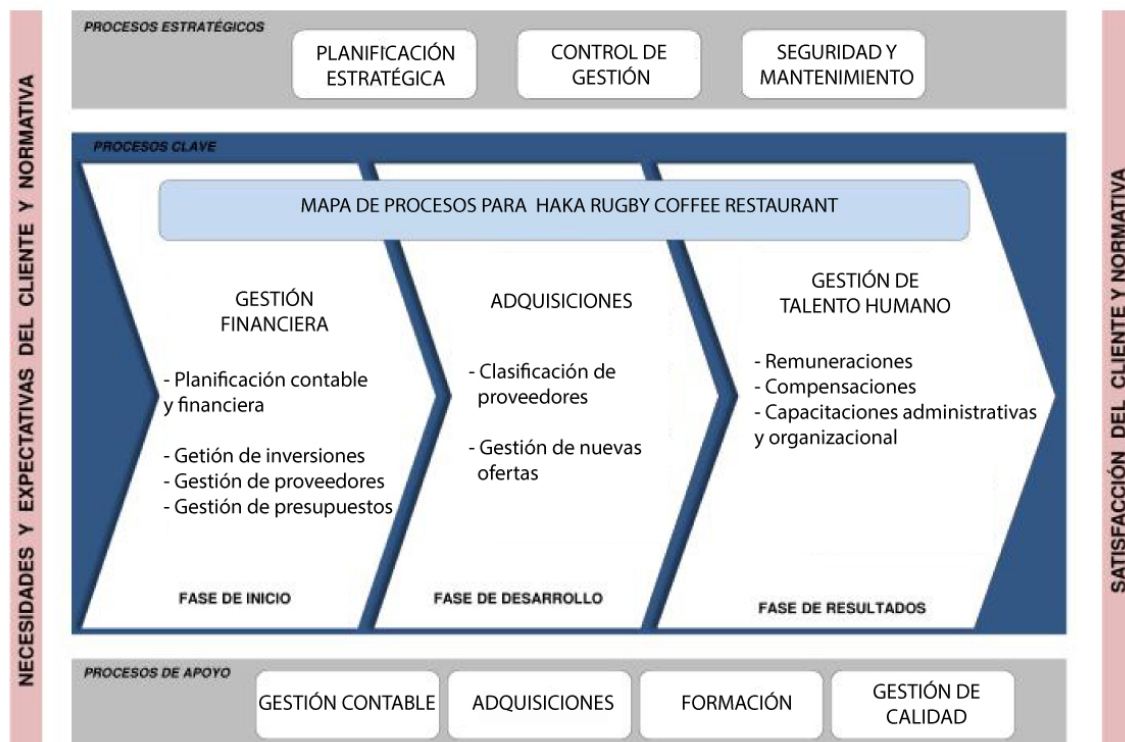 NECESIDADES Y EXPECTATIVAS DEL CLIENTE Y NORMATIVA
PROCESOS ESTRATÉGICOS
PLANIFICACIÓN
ESTRATÉGICA
CONTROL DE
GESTIÓN
SEGURIDAD Y
MANTENIMIENTO
PROCESOS CLAVE
MAPA DE PROCESOS PARA HAKA RUGBY COFFEE RESTAURANT
GESTIÓN
FINANCIERA
- Planificación contable
y financiera
- Getión de inversiones
- Gestión de proveedores
- Gestión de presupuestos
FASE DE INICIO
ADQUISICIONES
- Clasificación de
proveedores
- Gestión de nuevas
ofertas
FASE DE DESARROLLO
GESTIÓN DE
TALENTO HUMANO
- Remuneraciones
- Compensaciones
- Capacitaciones administrativas
y organizacional
FASE DE RESULTADOS
PROCESOS DE APOYO
GESTIÓN CONTABLE
ADQUISICIONES
FORMACIÓN
GESTIÓN DE
CALIDAD
SATISFACCIÓN DEL CLIENTE Y NORMATIVA